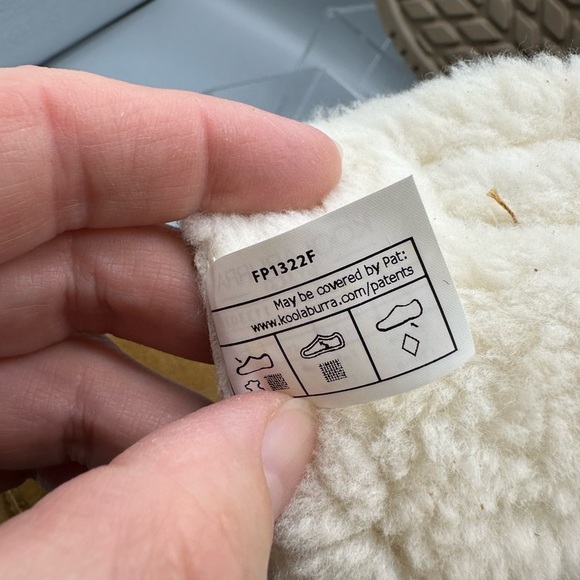 FP1322F
May be covered by Pat:
www.koolaburra.com/patents